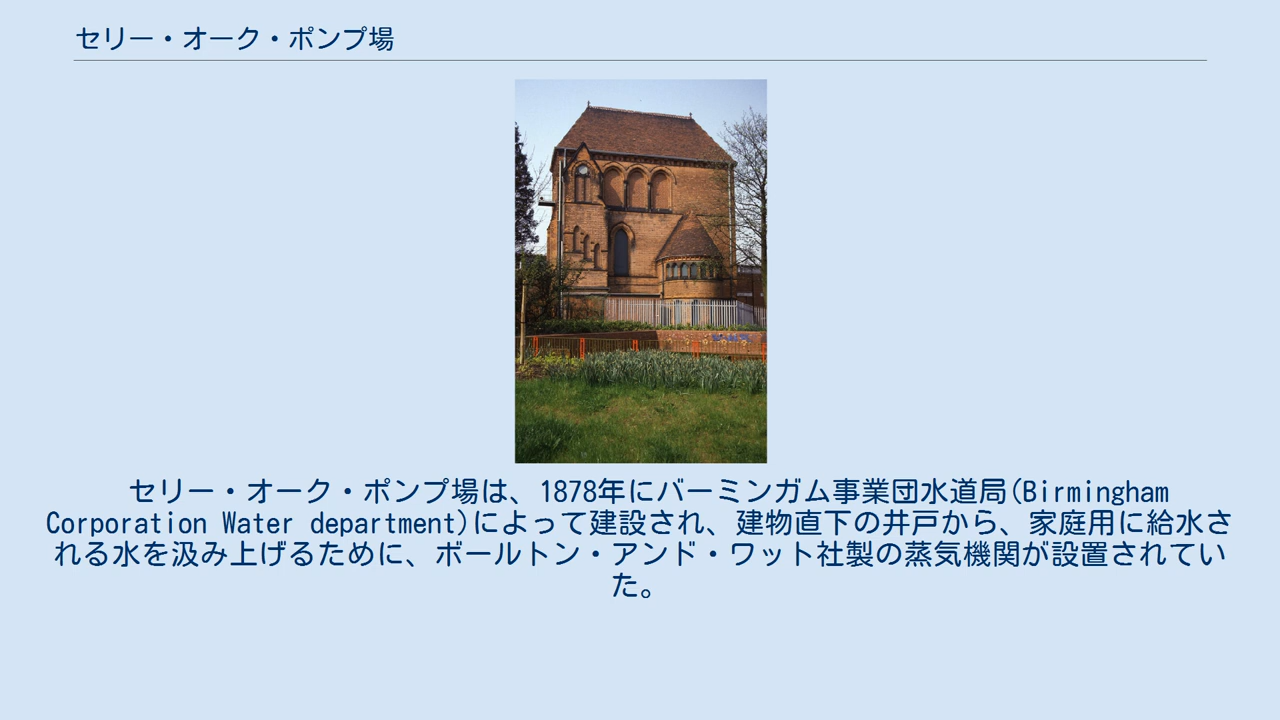 セリー・オーク・ポンプ場
セリー・オーク・ポンプ場は、1878年にバーミンガム事業団水道局(Birmingham
Corporation Water department)によって建設され、建物直下の井戸から、家庭用に給水さ
れる水を汲み上げるために、ボールトン・アンド・ワット社製の蒸気機関が設置されてい
た。